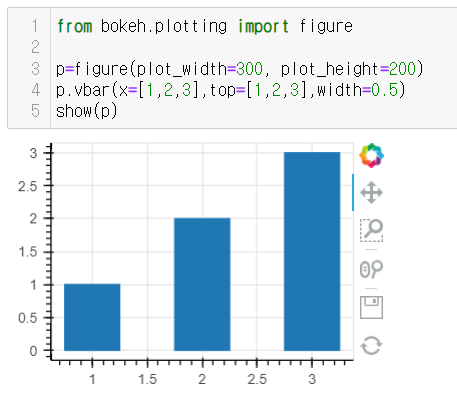 1 from bokeh.plotting import figure
2
3 p=figure(plot_width=300, plot_height=200)
4 p.vbar(x=[1,2,3],top=[1,2,3],width=0.5)
5 show(p)
3
2.5
2
1.5
1
0.5
0
1 1.5 2 2.5 3